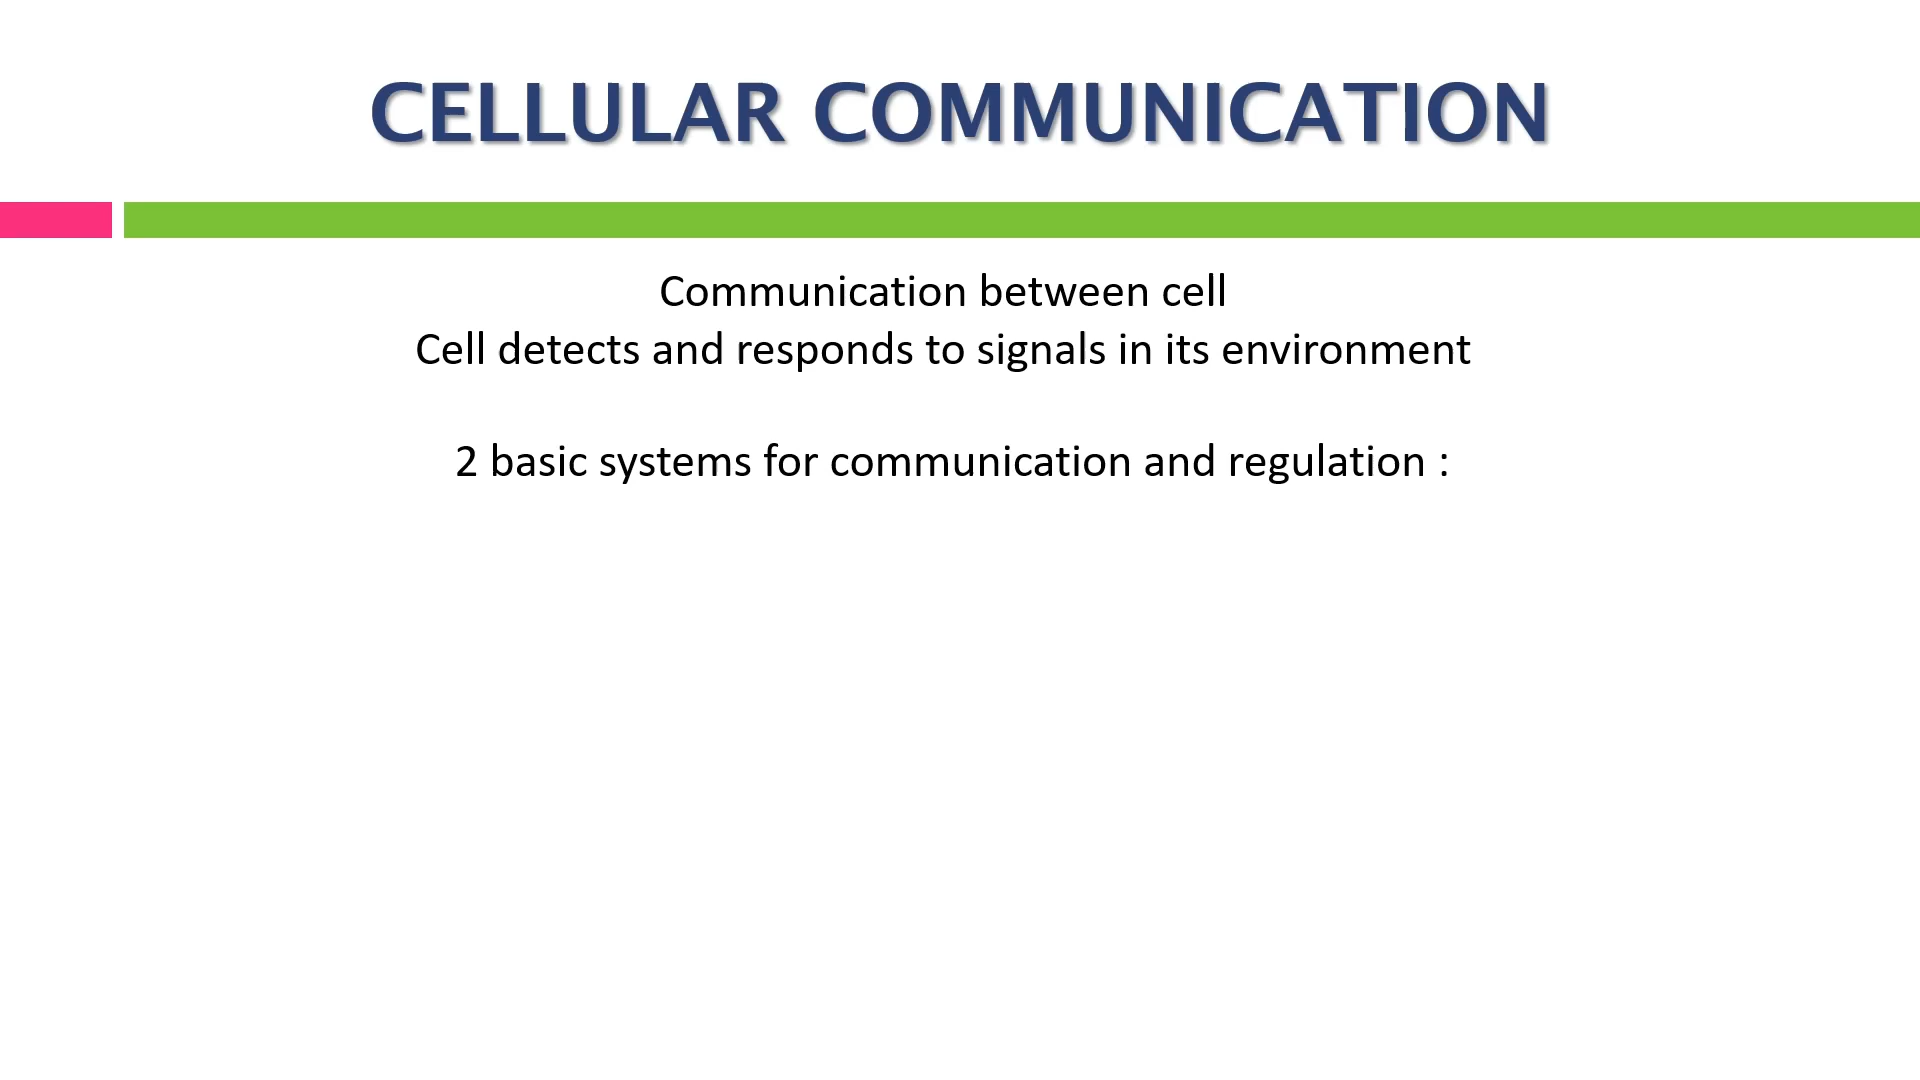 CELLULAR COMMUNICATION
Communication between cell
Cell detects and responds to signals in its environment
2 basic systems for communication and regulation :